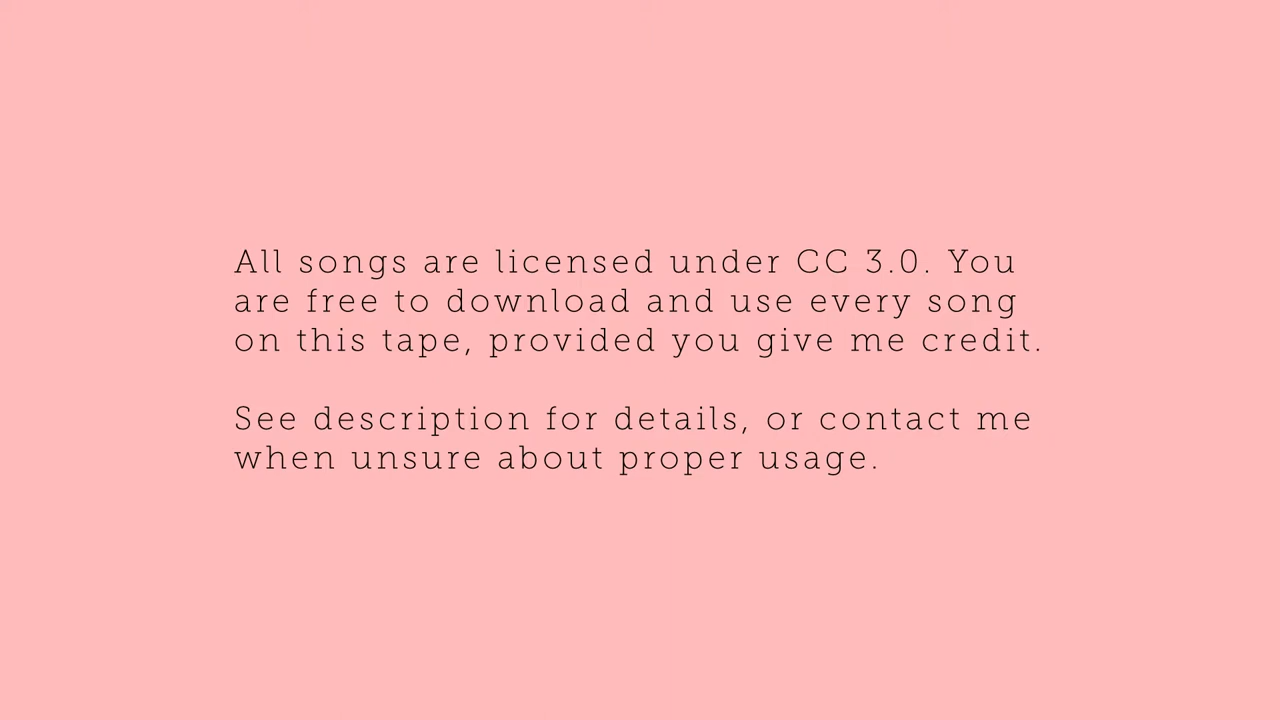 All songs are licensed under CC 3.0. You
are free to download and use every song
on this tape, provided you give me credit.
See description for details, or contact me
when unsure about proper usage.